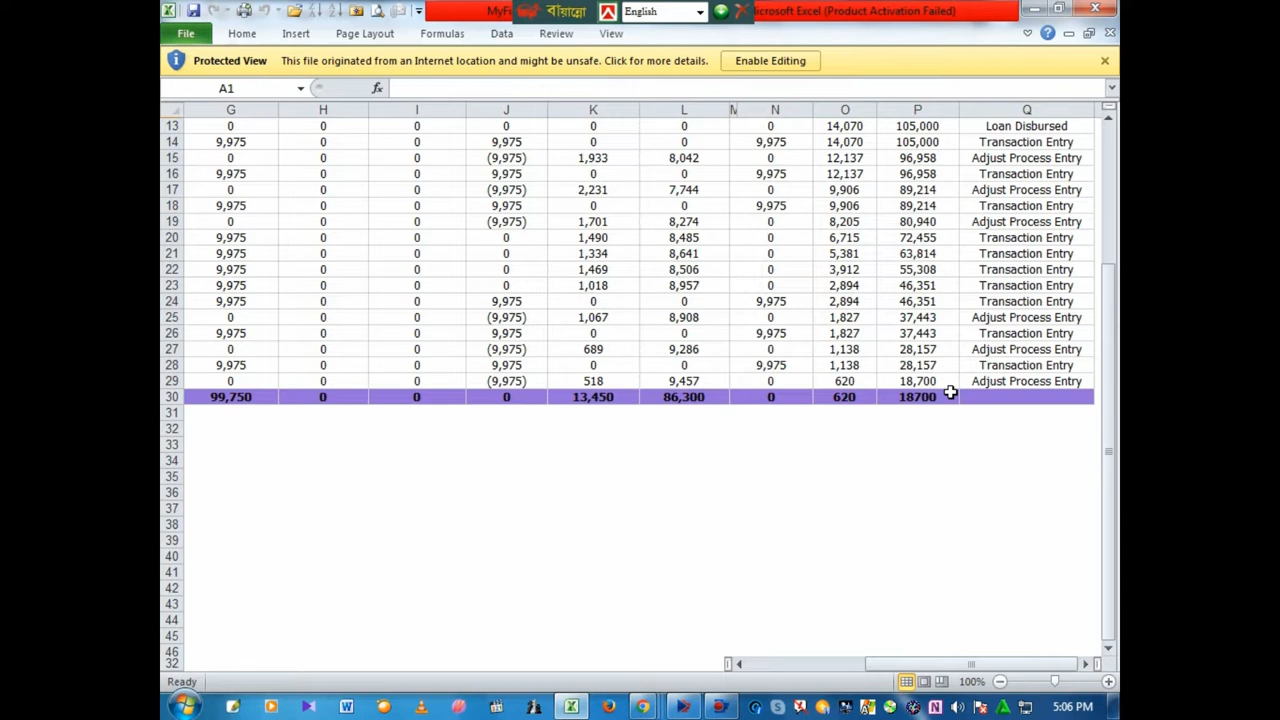 MyFi
বায়ান্নো
English
icrosoft Excel (Product Activation Failed)
File Home Insert Page Layout Formulas Data Review View
Protected View This file originated from an Internet location and might be unsafe. Click for more details. Enable Editing
A1 fx
G H I J K L M N O P Q
13 0 0 0 0 0 0 0 14,070 105,000 Loan Disbursed
14 9,975 0 0 9,975 0 0 9,975 14,070 105,000 Transaction Entry
15 0 0 0 (9,975) 1,933 8,042 0 12,137 96,958 Adjust Process Entry
16 9,975 0 0 9,975 0 0 9,975 12,137 96,958 Transaction Entry
17 0 0 0 (9,975) 2,231 7,744 0 9,906 89,214 Adjust Process Entry
18 9,975 0 0 9,975 0 0 9,975 9,906 89,214 Transaction Entry
19 0 0 0 (9,975) 1,701 8,274 0 8,205 80,940 Adjust Process Entry
20 9,975 0 0 0 1,490 8,485 0 6,715 72,455 Transaction Entry
21 9,975 0 0 0 1,334 8,641 0 5,381 63,814 Transaction Entry
22 9,975 0 0 0 1,469 8,506 0 3,912 55,308 Transaction Entry
23 9,975 0 0 0 1,018 8,957 0 2,894 46,351 Transaction Entry
24 9,975 0 0 9,975 0 0 9,975 2,894 46,351 Transaction Entry
25 0 0 0 (9,975) 1,067 8,908 0 1,827 37,443 Adjust Process Entry
26 9,975 0 0 9,975 0 0 9,975 1,827 37,443 Transaction Entry
27 0 0 0 (9,975) 689 9,286 0 1,138 28,157 Adjust Process Entry
28 9,975 0 0 9,975 0 0 9,975 1,138 28,157 Transaction Entry
29 0 0 0 (9,975) 518 9,457 0 620 18,700 Adjust Process Entry
30 99,750 0 0 0 13,450 86,300 0 620 18700
31
32
33
34
35
36
37
38
39
40
41
42
43
44
45
46
32
Ready 100%
5:06 PM